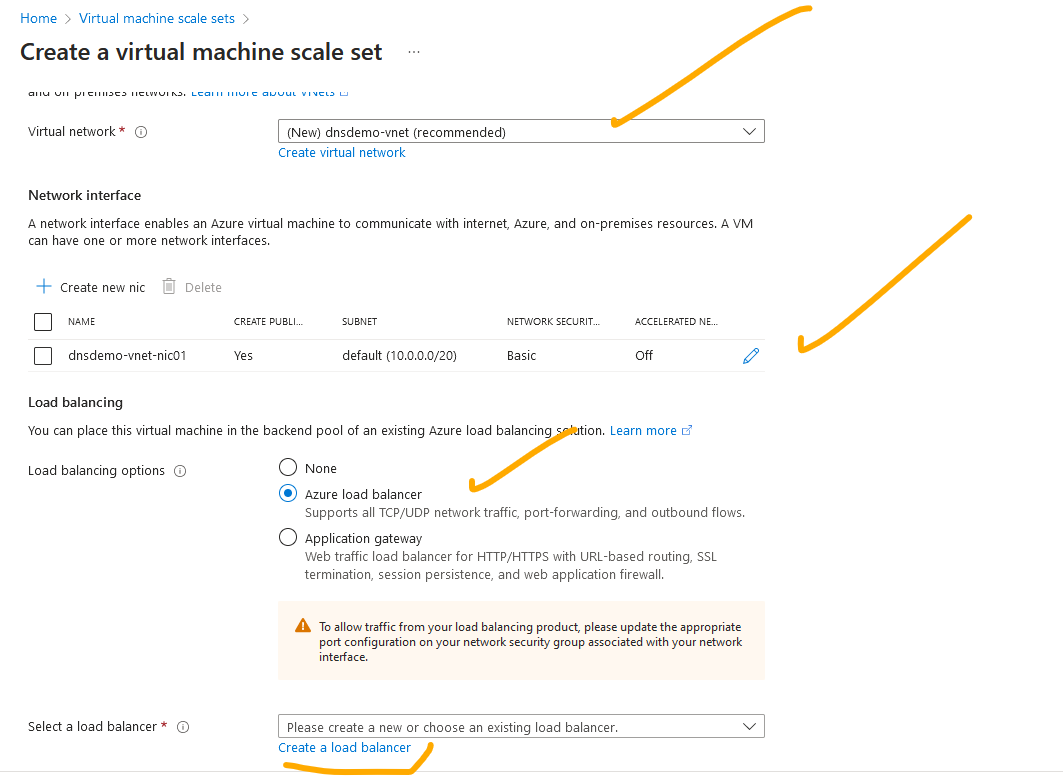 Home > Virtual machine scale sets >
Create a virtual machine scale set ...
and on premises networks. Learn more about VNets
Virtual network *
(New) dnsdemo-vnet (recommended)
Create virtual network
Network interface
A network interface enables an Azure virtual machine to communicate with internet, Azure, and on-premises resources. A VM
can have one or more network interfaces.
Create new nic Delete
NAME CREATE PUBLI... SUBNET NETWORK SECURIT... ACCELERATED NE...
dnsdemo-vnet-nic01 Yes default (10.0.0.0/20) Basic Off
Load balancing
You can place this virtual machine in the backend pool of an existing Azure load balancing solution. Learn more
Load balancing options
None
Azure load balancer
Supports all TCP/UDP network traffic, port-forwarding, and outbound flows.
Application gateway
Web traffic load balancer for HTTP/HTTPS with URL-based routing, SSL
termination, session persistence, and web application firewall.
To allow traffic from your load balancing product, please update the appropriate
port configuration on your network security group associated with your network
interface.
Select a load balancer *
Please create a new or choose an existing load balancer.
Create a load balancer